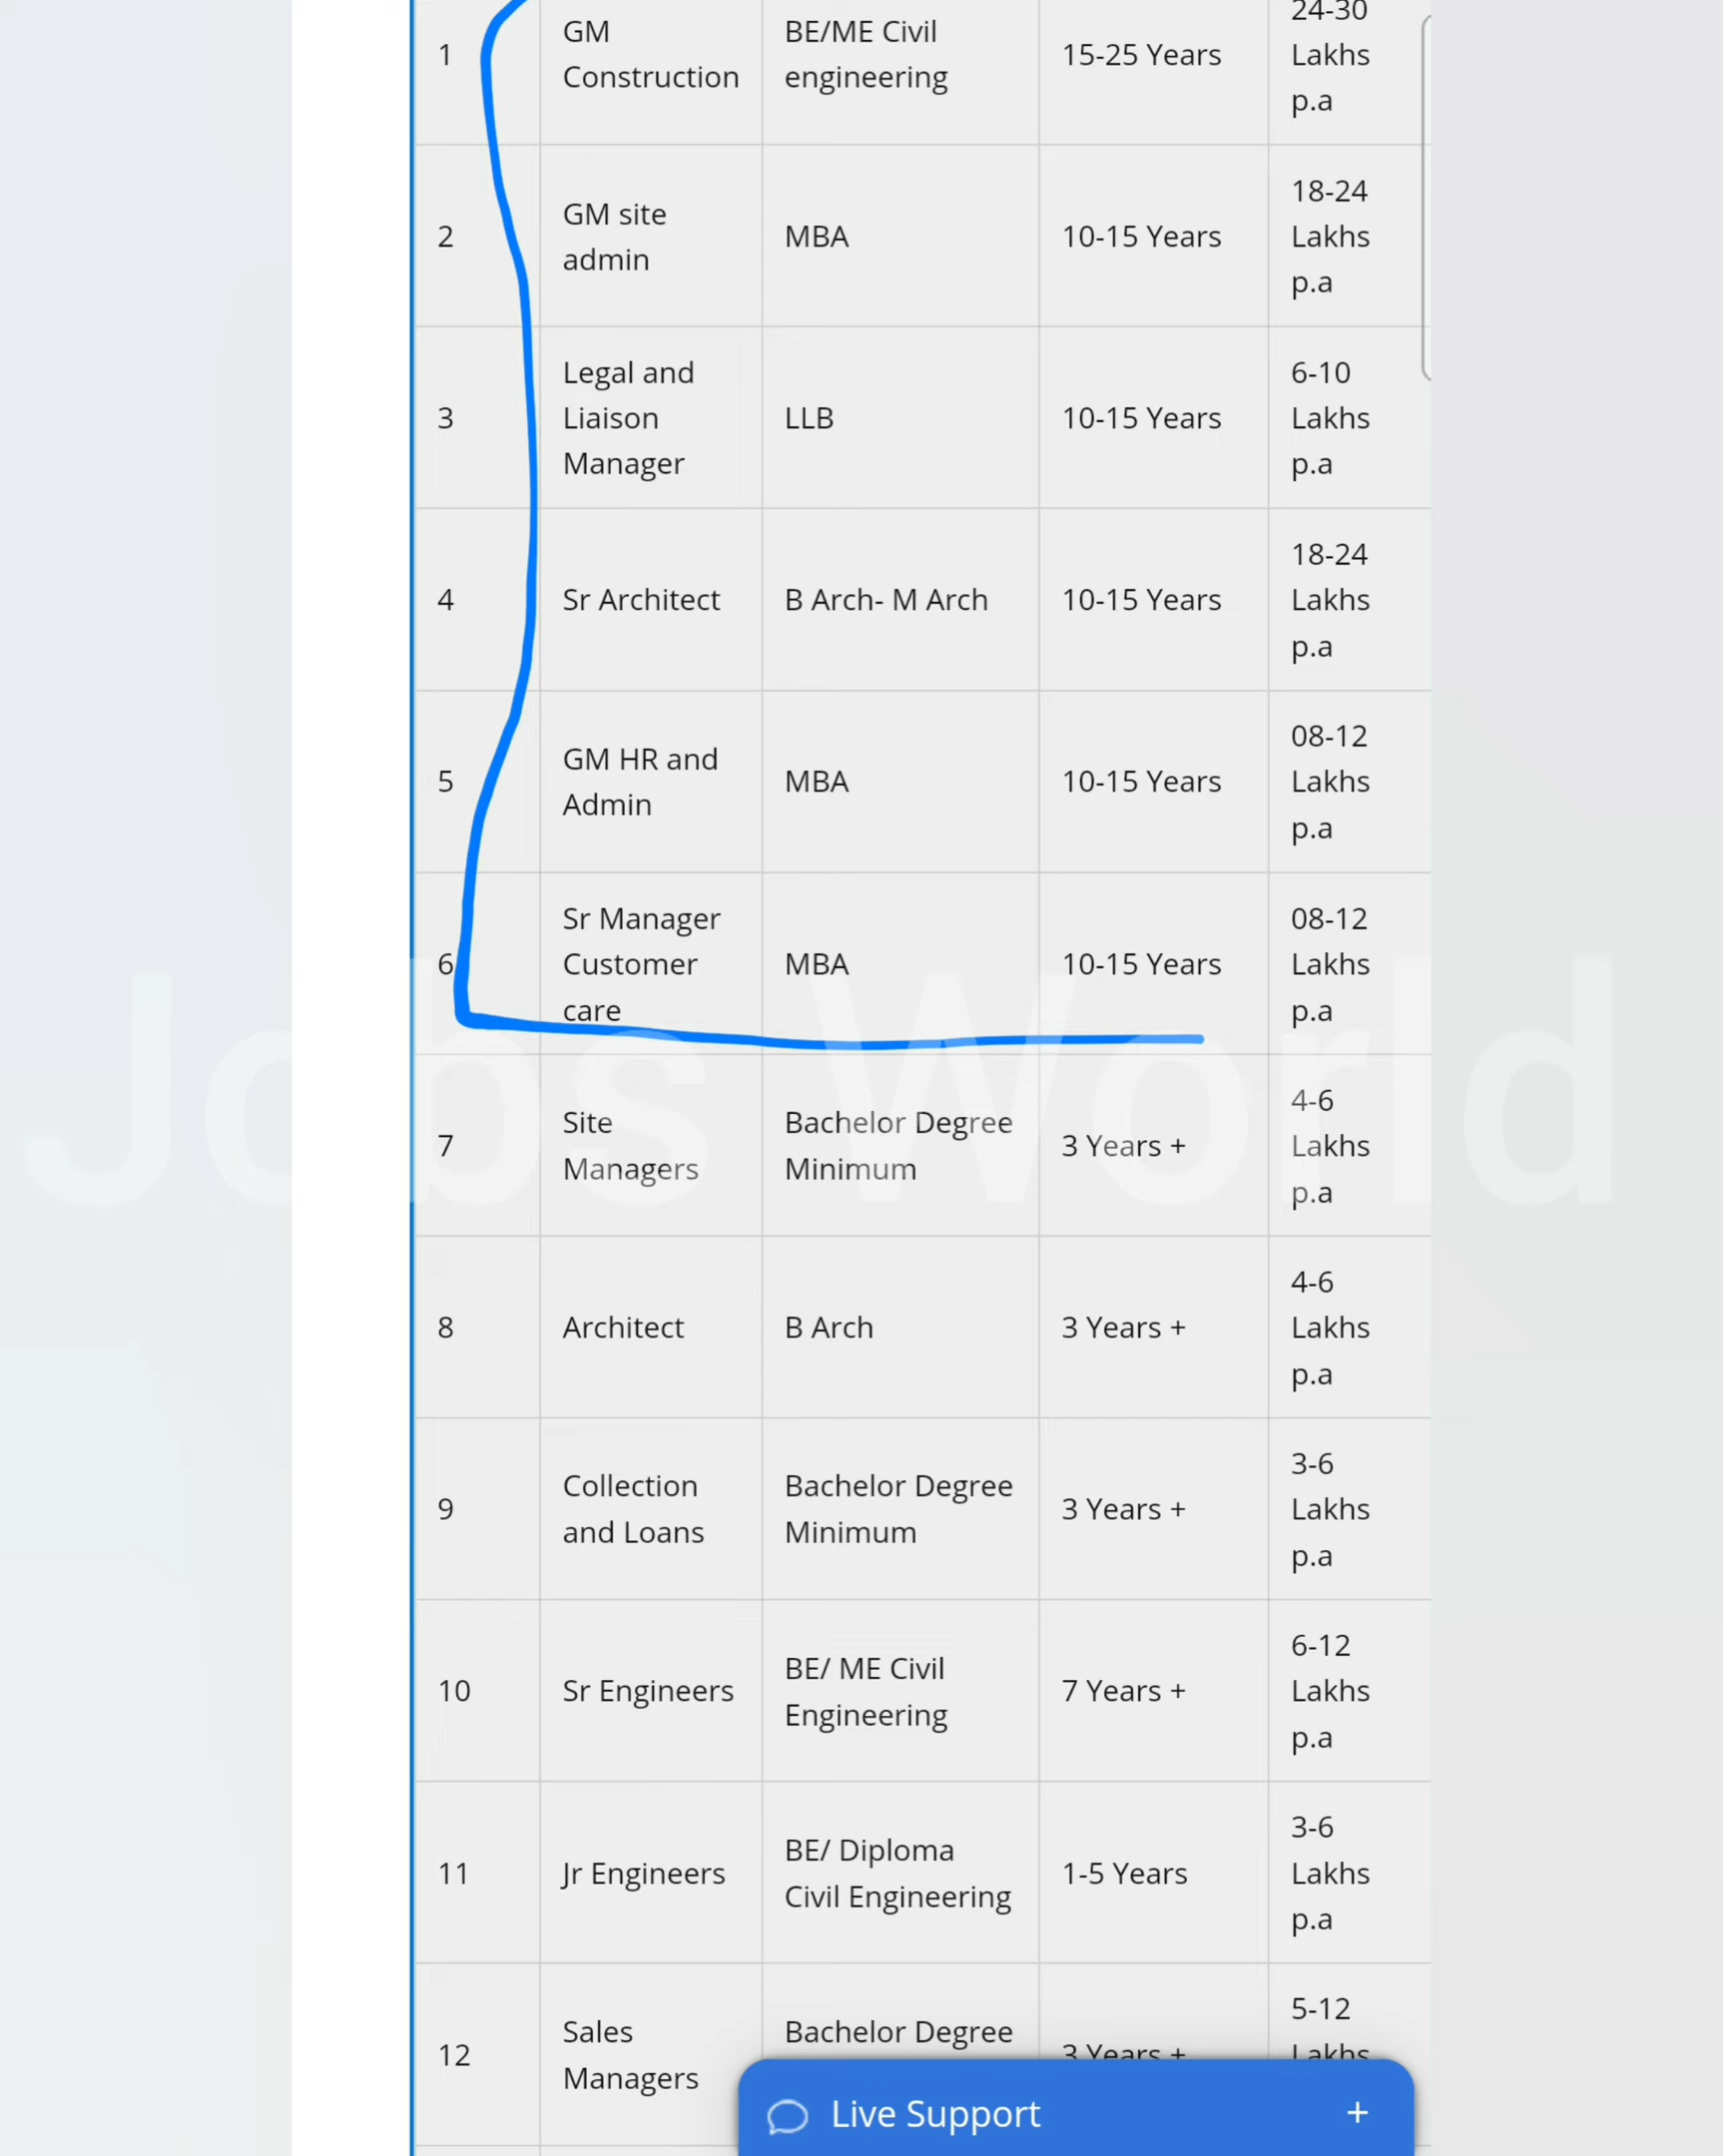 1 GM Construction BE/ME Civil engineering 15-25 Years 24-30 Lakhs p.a
2 GM site admin MBA 10-15 Years 18-24 Lakhs p.a
3 Legal and Liaison Manager LLB 10-15 Years 6-10 Lakhs p.a
4 Sr Architect B Arch- M Arch 10-15 Years 18-24 Lakhs p.a
5 GM HR and Admin MBA 10-15 Years 08-12 Lakhs p.a
6 Sr Manager Customer care MBA 10-15 Years 08-12 Lakhs p.a
Jobs World
7 Site Managers Bachelor Degree Minimum 3 Years + 4-6 Lakhs p.a
8 Architect B Arch 3 Years + 4-6 Lakhs p.a
9 Collection and Loans Bachelor Degree Minimum 3 Years + 3-6 Lakhs p.a
10 Sr Engineers BE/ ME Civil Engineering 7 Years + 6-12 Lakhs p.a
11 Jr Engineers BE/ Diploma Civil Engineering 1-5 Years 3-6 Lakhs p.a
12 Sales Managers Bachelor Degree 3 Years + 5-12 Lakhs
Live Support +